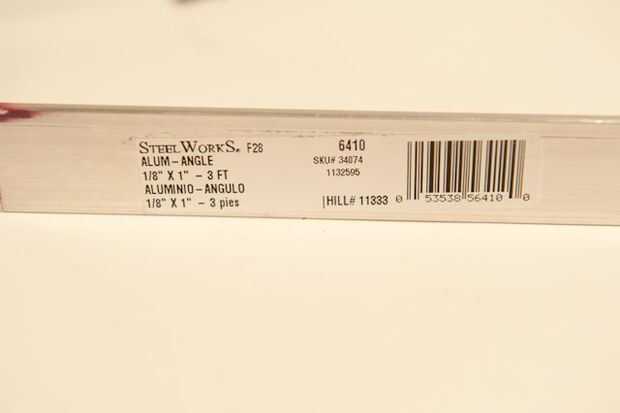 STEELWORKS. F28
ALUM-ANGLE
1/8" X 1" - 3 FT
ALUMINIO-ANGULO
1/8" X 1" - 3 pies
6410
SKU# 34074
1132595
HILL# 11333
0 53538 56410 0